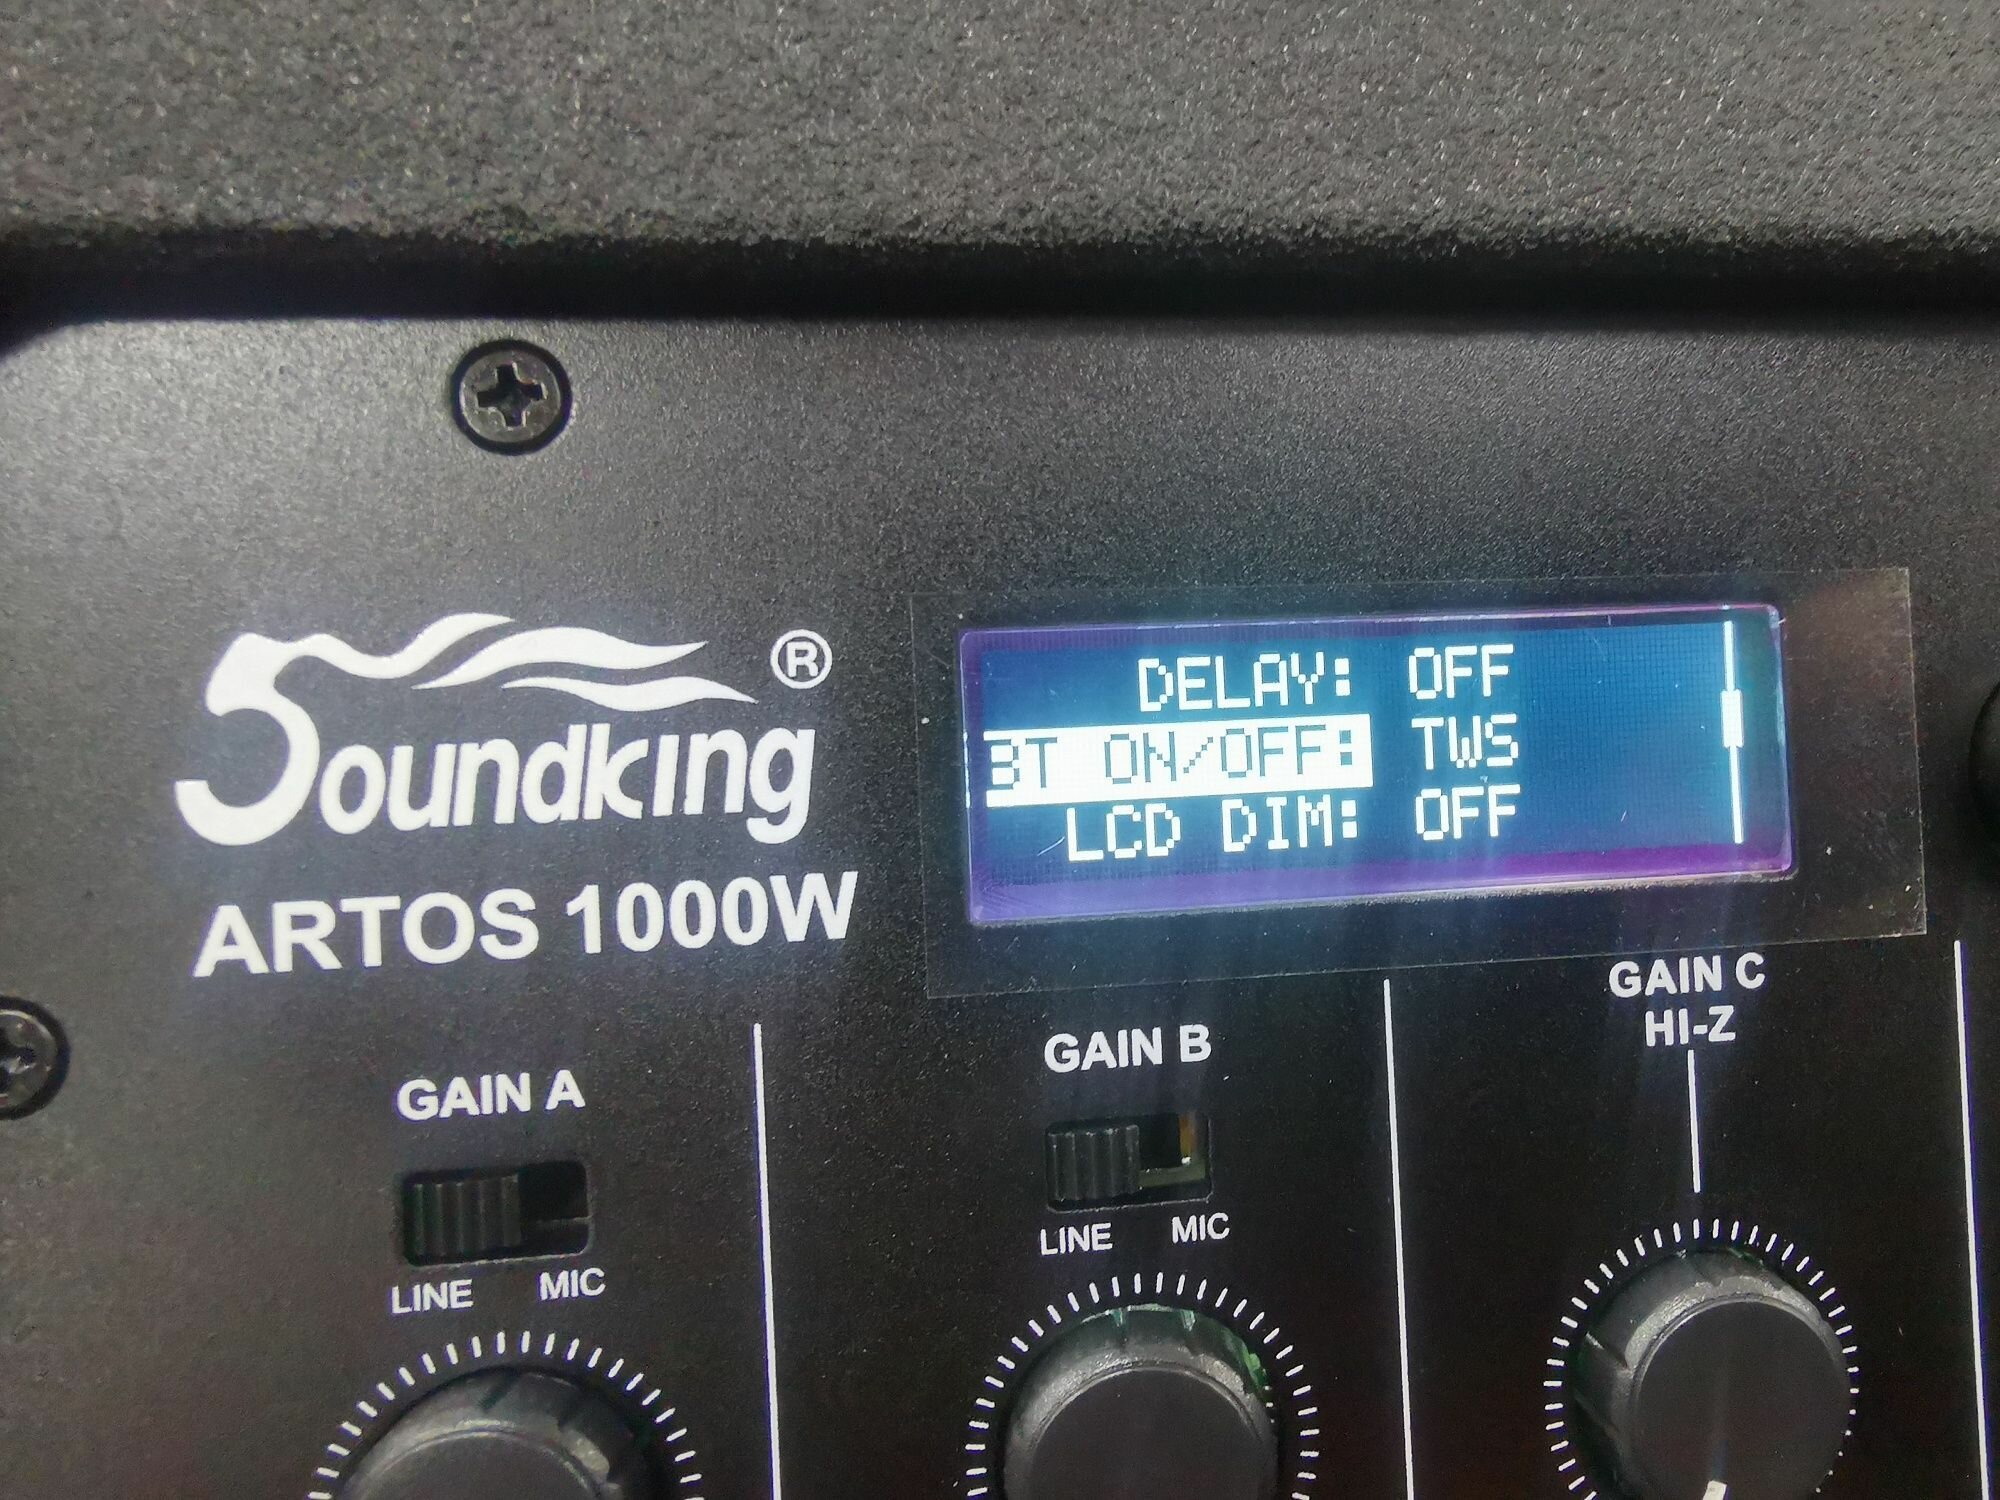 Soundking ®
ARTOS 1000W
DELAY: OFF
BT ON/OFF: TWS
LCD DIM: OFF
GAIN A
LINE MIC
GAIN B
LINE MIC
GAIN C
HI-Z